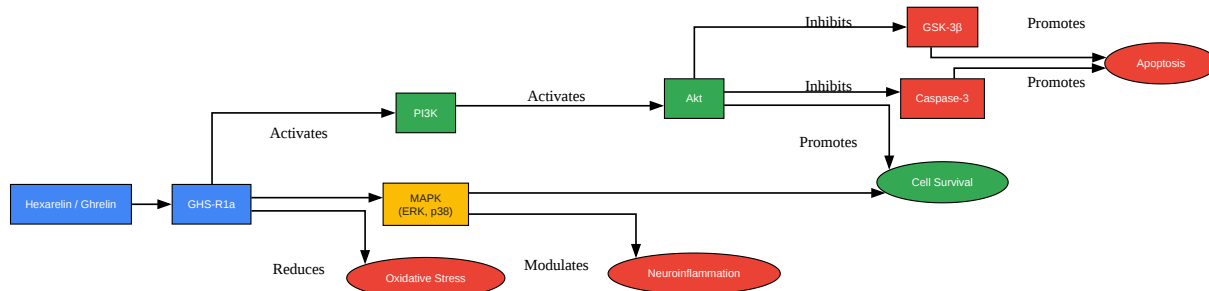 Inhibits
GSK-3β
Promotes
Apoptosis
Promotes
Activates
Akt
Inhibits
Caspase-3
PI3K
Activates
Promotes
Hexarelin / Ghrelin
GHS-R1a
MAPK
(ERK, p38)
Cell Survival
Reduces
Oxidative Stress
Modulates
Neuroinflammation